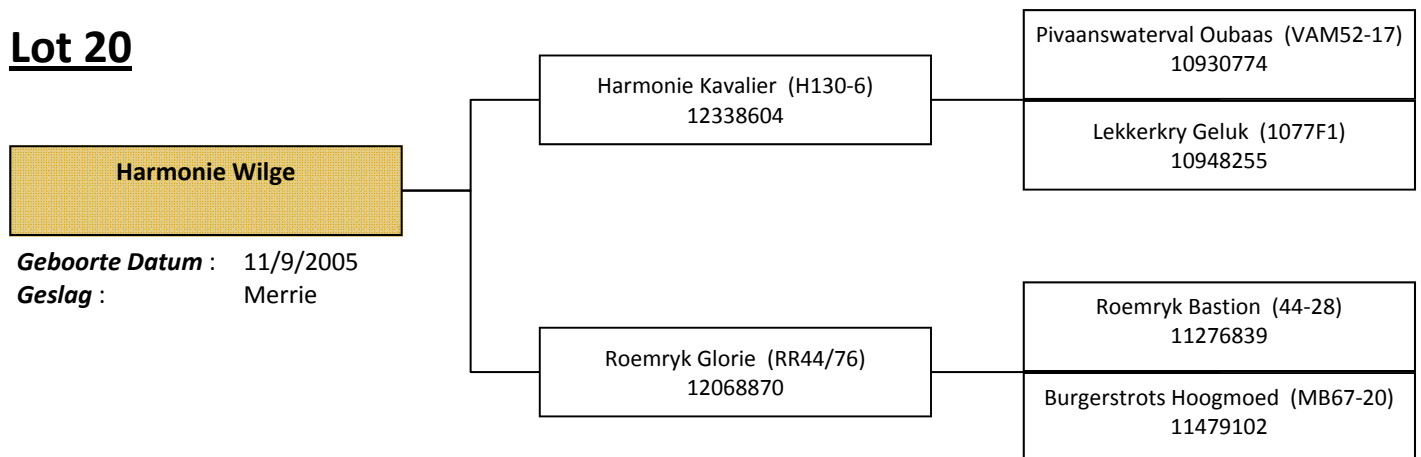 Lot 20
Harmonie Wilge
Geboorte Datum : 11/9/2005
Geslag : Merrie
Harmonie Kavalier (H130-6)
12338604
Roemryk Glorie (RR44/76)
12068870
Pivaanswaterval Oubaas (VAM52-17)
10930774
Lekkerkry Geluk (1077F1)
10948255
Roemryk Bastion (44-28)
11276839
Burgerstrots Hoogmoed (MB67-20)
11479102